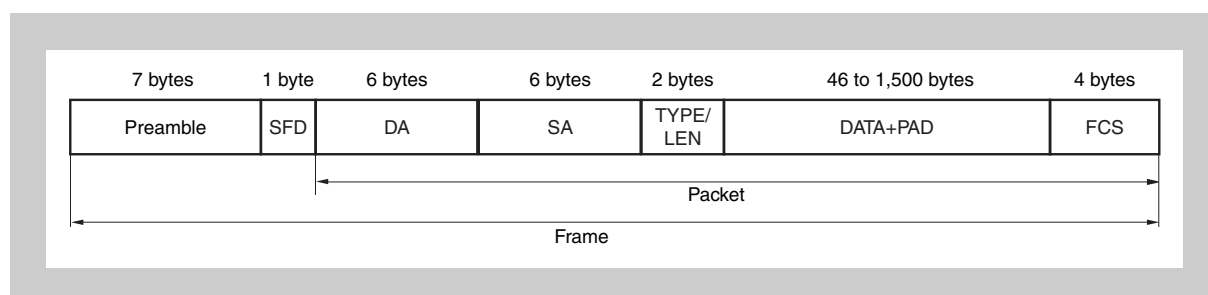 7 bytes 1 byte 6 bytes 6 bytes 2 bytes 46 to 1,500 bytes 4 bytes
Preamble SFD DA SA TYPE/LEN DATA+PAD FCS
Packet
Frame